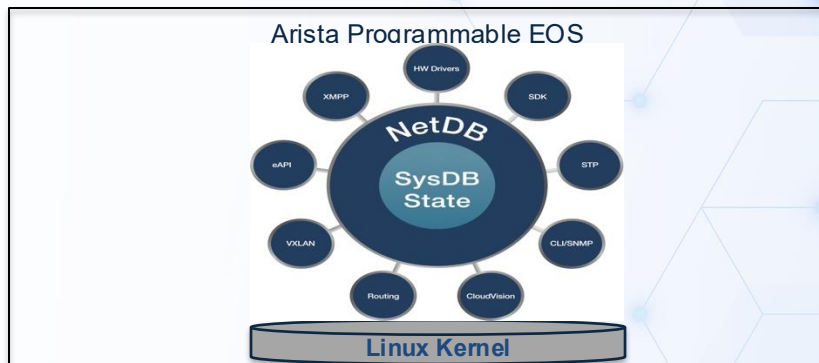 Arista Programmable EOS
HW Drivers
XMPP
SDK
NetDB
eAPI
SysDB
State
STP
VXLAN
CLI/SNMP
Routing
CloudVision
Linux Kernel